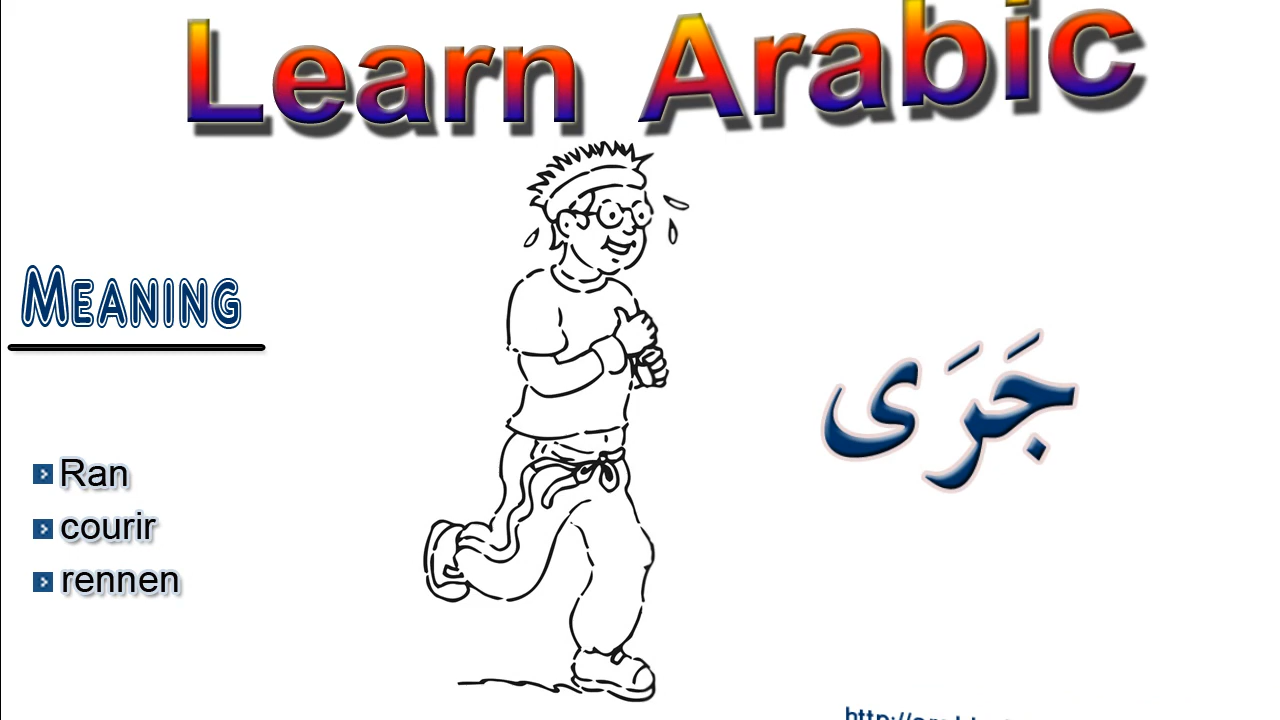 Learn Arabic
Meaning
Ran
courir
rennen
جَرَى